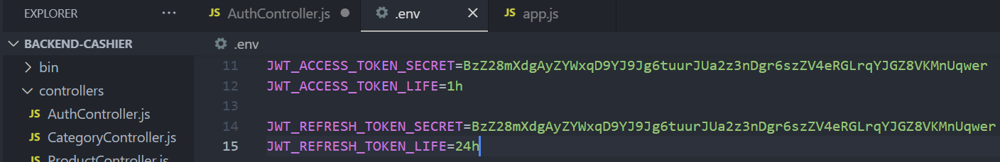 EXPLORER ...
JS AuthController.js
.env
JS app.js
BACKEND-CASHIER
.env
bin
controllers
JS AuthController.js
JS CategoryController.js
JS ProductController.js
11 JWT_ACCESS_TOKEN_SECRET=BzZ28mXdgAyZYWxqD9YJ9Jg6tuurJUa2z3nDgr6szZV4eRGLrqYJGZ8VKMnUqwer
12 JWT_ACCESS_TOKEN_LIFE=1h
13
14 JWT_REFRESH_TOKEN_SECRET=BzZ28mXdgAyZYWxqD9YJ9Jg6tuurJUa2z3nDgr6szZV4eRGLrqYJGZ8VKMnUqwer
15 JWT_REFRESH_TOKEN_LIFE=24h